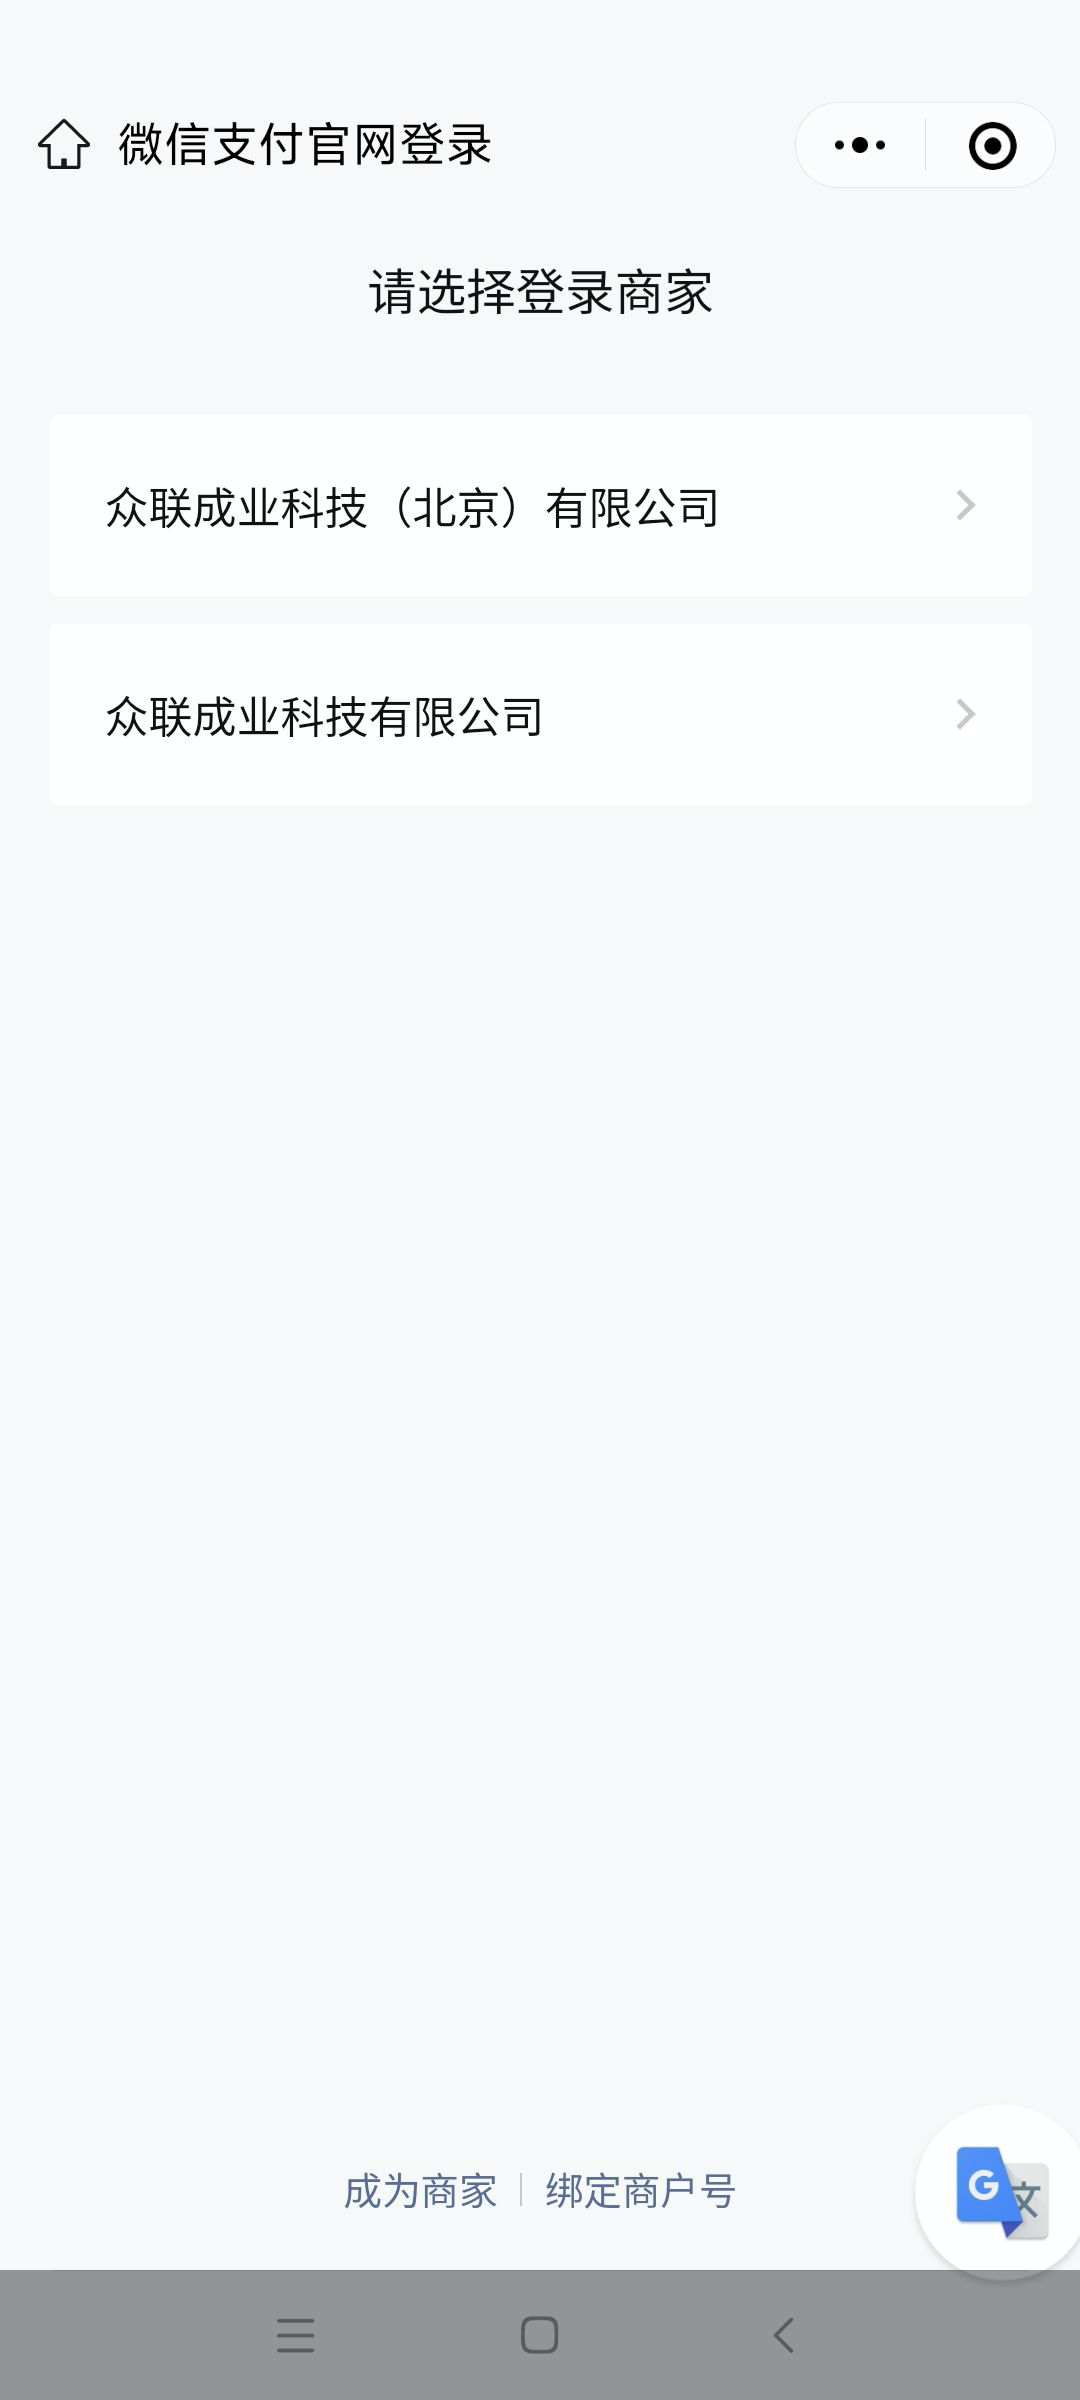 微信支付官网登录
请选择登录商家
众联成业科技（北京）有限公司
众联成业科技有限公司
成为商家 | 绑定商户号
G 文